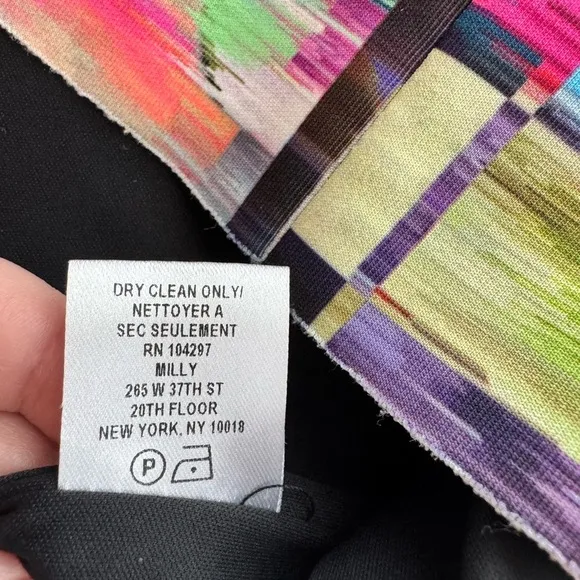 DRY CLEAN ONLY/
NETTOYER A
SEC SEULEMENT
RN 104297
MILLY
265 W 37TH ST
20TH FLOOR
NEW YORK, NY 10018
P